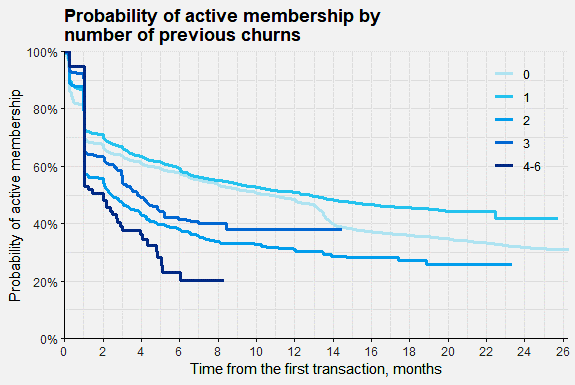 Probability of active membership by
number of previous churns
100%
80%
60%
40%
20%
0%
Probability of active membership
0
1
2
3
4-6
0 2 4 6 8 10 12 14 16 18 20 22 24 26
Time from the first transaction, months